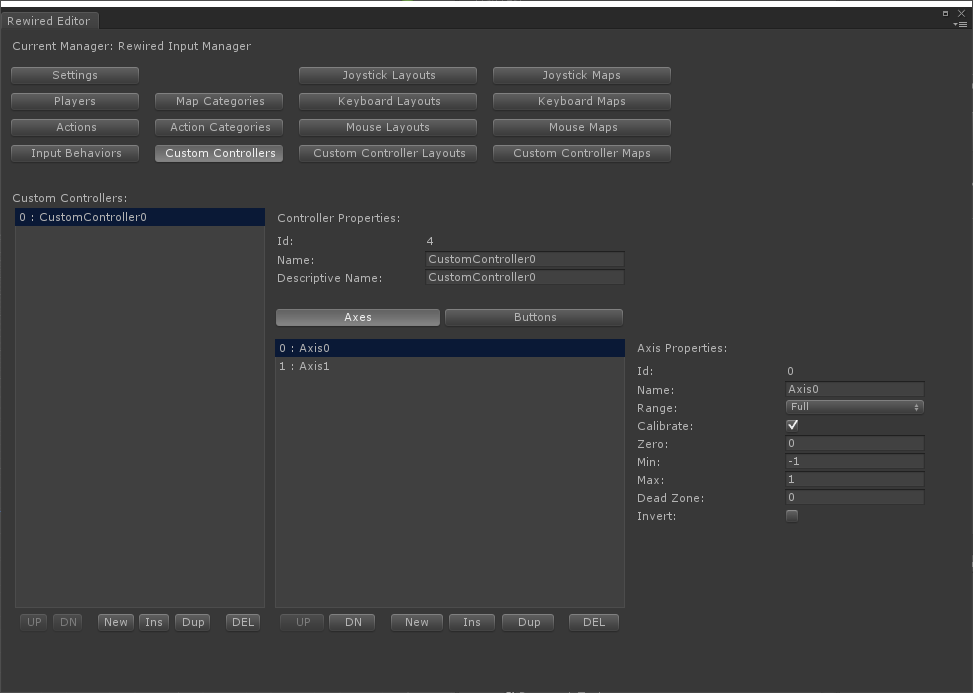 Rewired Editor
Current Manager: Rewired Input Manager
Settings
Joystick Layouts
Joystick Maps
Players
Map Categories
Keyboard Layouts
Keyboard Maps
Actions
Action Categories
Mouse Layouts
Mouse Maps
Input Behaviors
Custom Controllers
Custom Controller Layouts
Custom Controller Maps
Custom Controllers:
0 : CustomController0
Controller Properties:
Id: 4
Name: CustomController0
Descriptive Name: CustomController0
Axes
Buttons
0 : Axis0
1 : Axis1
Axis Properties:
Id: 0
Name: Axis0
Range: Full
Calibrate:
Zero: 0
Min: -1
Max: 1
Dead Zone: 0
Invert:
UP DN New Ins Dup DEL
UP DN New Ins Dup DEL